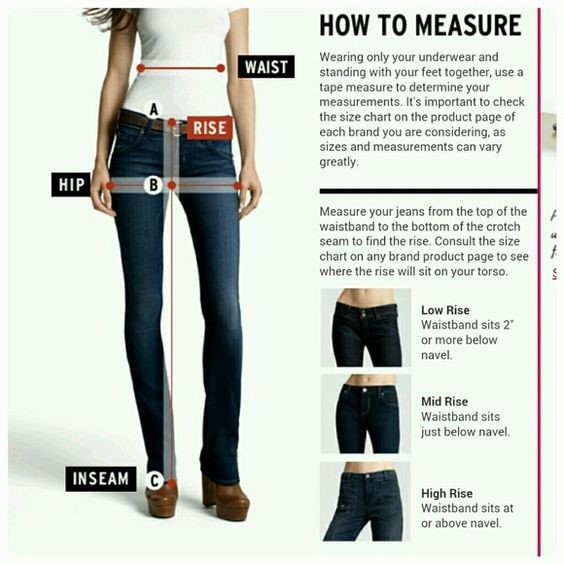 HOW TO MEASURE
Wearing only your underwear and
standing with your feet together, use a
tape measure to determine your
measurements. It's important to check
the size chart on the product page of
each brand you are considering, as
sizes and measurements can vary
greatly.
Measure your jeans from the top of the
waistband to the bottom of the crotch
seam to find the rise. Consult the size
chart on any brand product page to see
where the rise will sit on your torso.
Low Rise
Waistband sits 2"
or more below
navel.
Mid Rise
Waistband sits
just below navel.
High Rise
Waistband sits at
or above navel.
WAIST
A
RISE
HIP
B
INSEAM
C